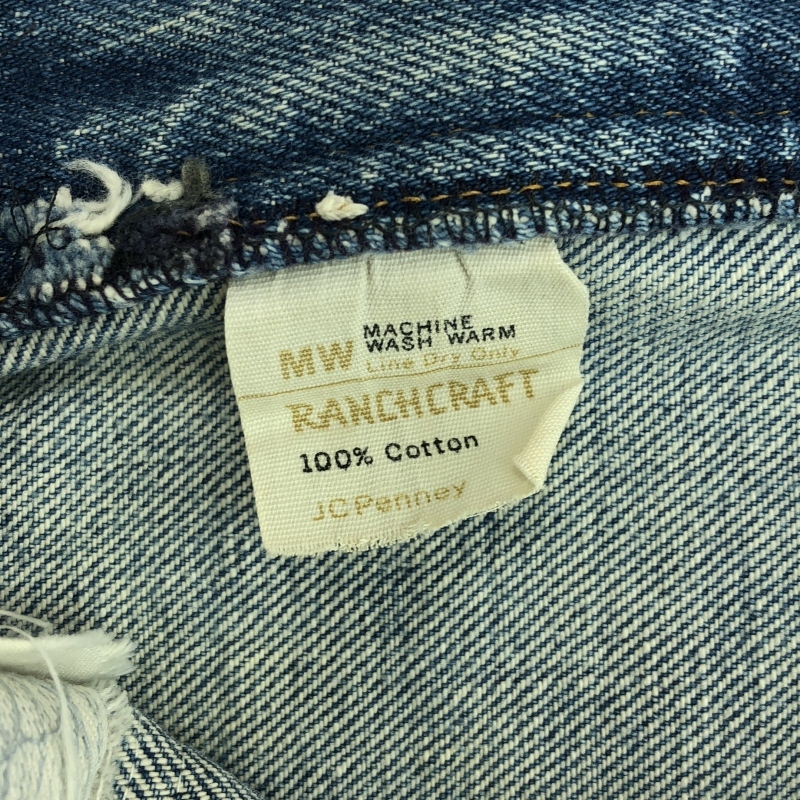 MACHINE
MW WASH WARM
Line Dry Only
RANCHCRAFT
100% Cotton
JCPenney